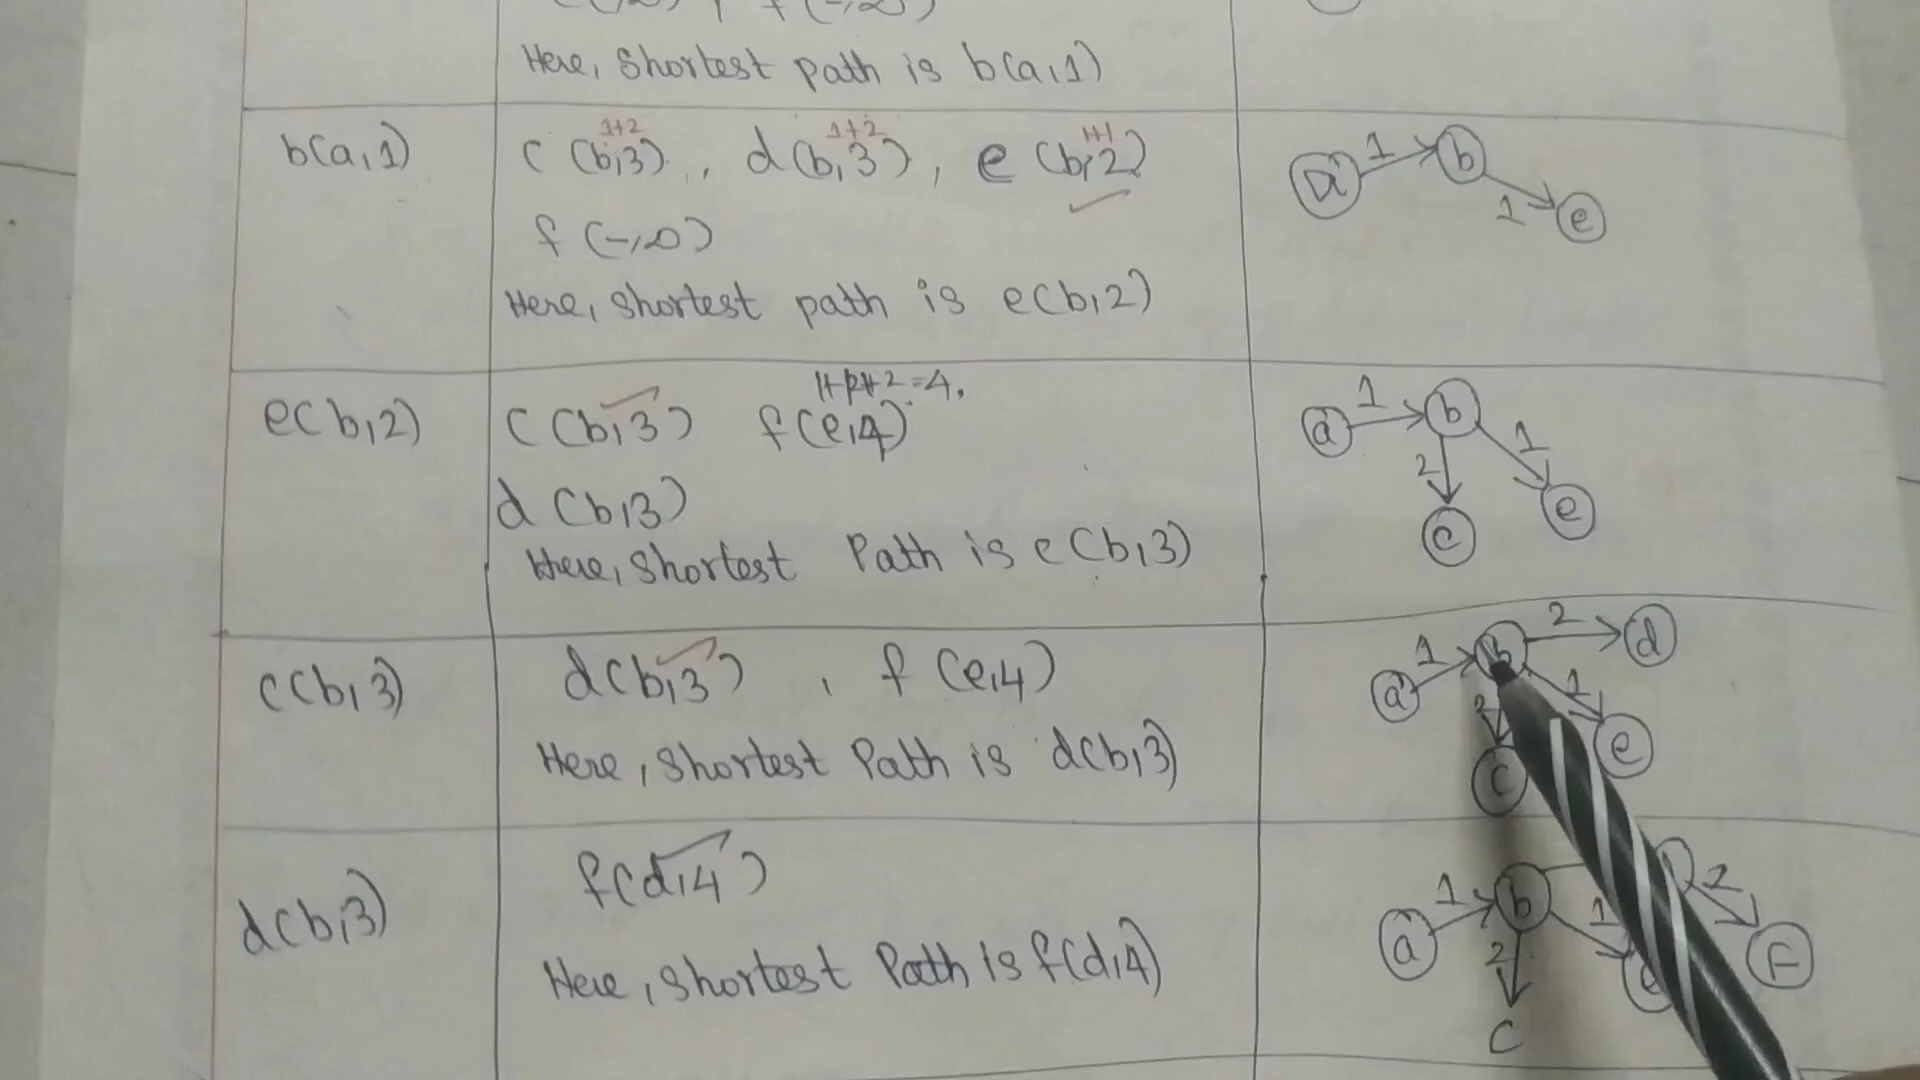 Here, Shortest path is b(a,1)
b(a,1)
1+2 1+2 1+1
c(b,3), d(b,3), e(b,2)
f(-,∞)
Here, Shortest path is e(b,2)
a 1 b
1 e
e(b,2)
1+1+2=4,
c(b,3) f(e,4)
d(b,3)
Here, Shortest Path is c(b,3)
a 1 b
2 1
c e
c(b,3)
d(b,3), f(e,4)
Here, Shortest Path is d(b,3)
2 d
a 1 b 1
2 e
c
d(b,3)
f(d,4)
Here, Shortest Path is f(d,4)
2
a 1 b 1
2 e F
C